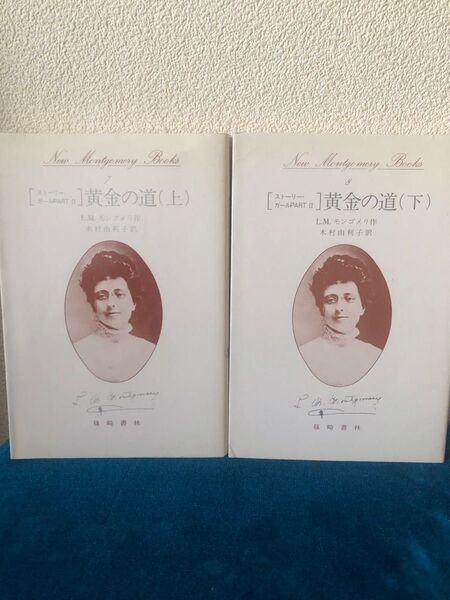 New Montgomery Books
7
[ストーリー・ガールPART II]黄金の道(上)
L.M.モンゴメリ作
木村由利子訳
L. M. Montgomery
篠崎書林
New Montgomery Books
8
[ストーリー・ガールPART II]黄金の道(下)
L.M.モンゴメリ作
木村由利子訳
L. M. Montgomery
篠崎書林